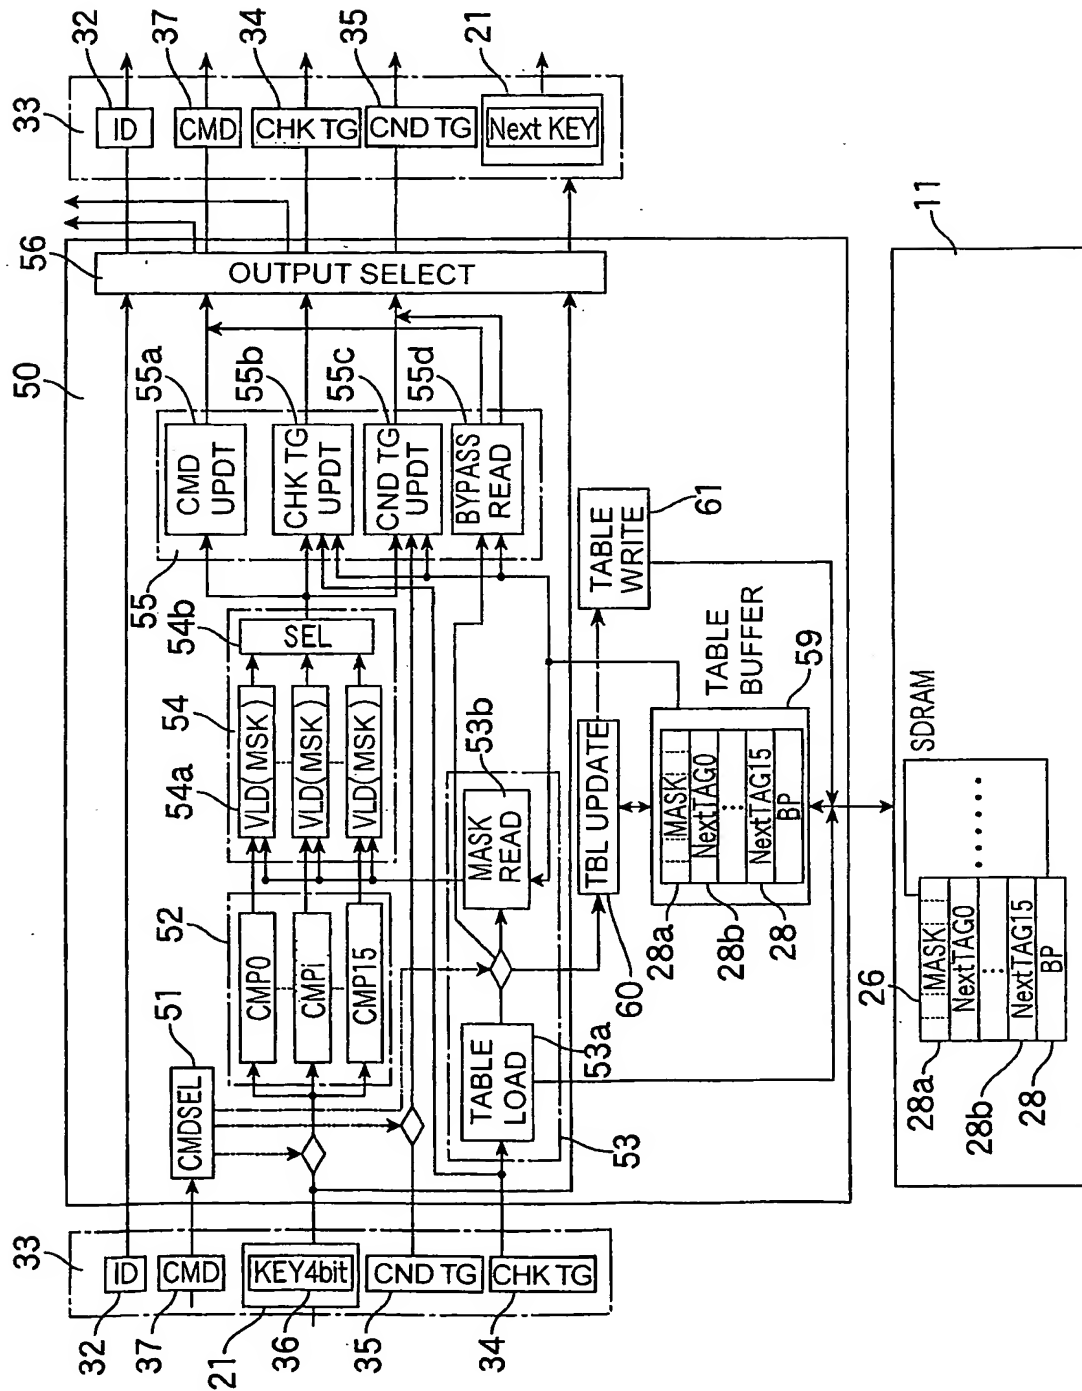 33
32
ID
37
CMD
21
KEY4bit
36
35
CND TG
34
CHK TG
50
51
CMDSEL
52
CMP0
CMPi
CMP15
54
54a
VLD(MSK)
VLD(MSK)
VLD(MSK)
54b
SEL
55
55a
CMD
UPDT
55b
CHK TG
UPDT
55c
CND TG
UPDT
55d
BYPASS
READ
56
OUTPUT SELECT
53
53a
TABLE
LOAD
53b
MASK
READ
60
TBL UPDATE
61
TABLE
WRITE
TABLE
BUFFER
59
28a
MASK
28b
NextTAG0
28
NextTAG15
BP
33
32
ID
37
CMD
34
CHK TG
35
CND TG
21
Next KEY
11
SDRAM
26
28a
MASK
NextTAG0
28b
NextTAG15
28
BP